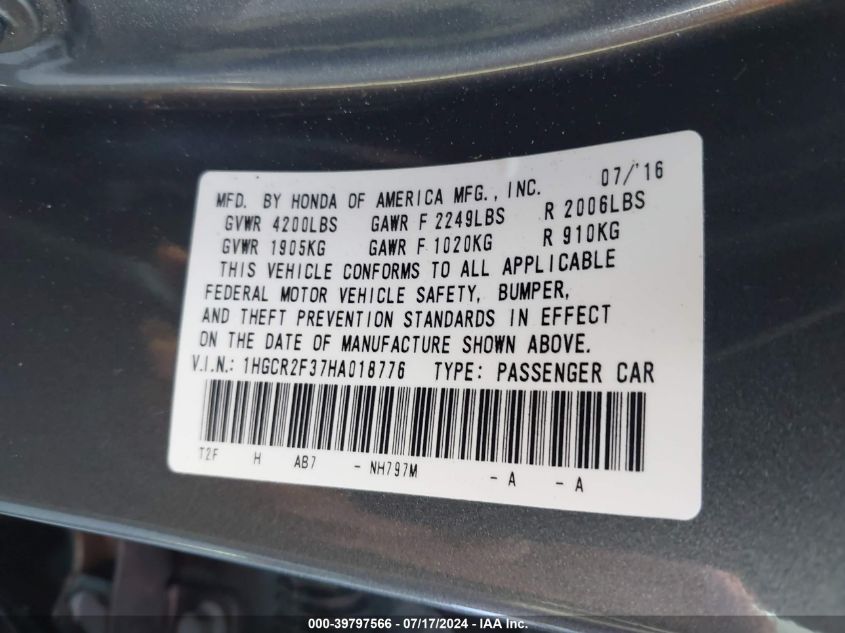 MFD. BY HONDA OF AMERICA MFG., INC. 07/'16
GVWR 4200LBS GAWR F 2249LBS R 2006LBS
GVWR 1905KG GAWR F 1020KG R 910KG
THIS VEHICLE CONFORMS TO ALL APPLICABLE
FEDERAL MOTOR VEHICLE SAFETY, BUMPER,
AND THEFT PREVENTION STANDARDS IN EFFECT
ON THE DATE OF MANUFACTURE SHOWN ABOVE.
V.I.N.: 1HGCR2F37HA018776 TYPE: PASSENGER CAR
T2F H AB7 - NH797M - A - A
000-39797566 - 07/17/2024 - IAA Inc.